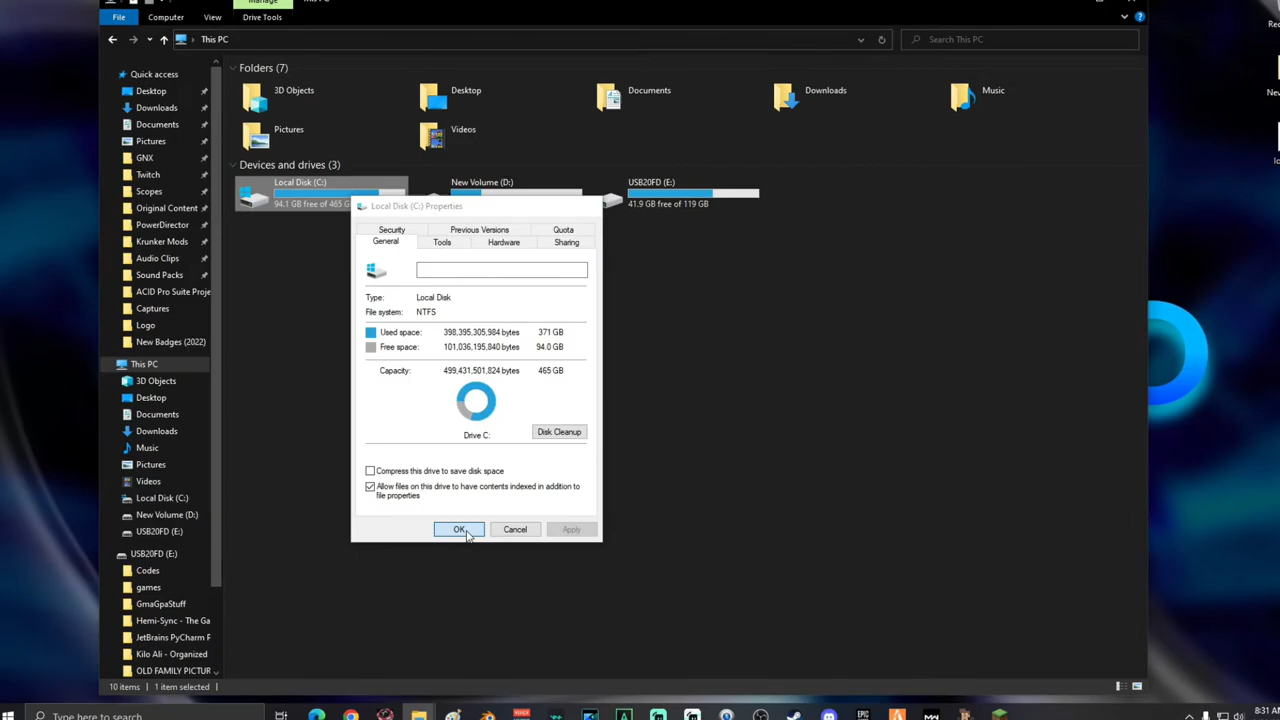 Manage
This PC
File
Computer
View
Drive Tools
This PC
Search This PC
Quick access
Desktop
Downloads
Documents
Pictures
GNX
Twitch
Scopes
Original Content
PowerDirector
Krunker Mods
Audio Clips
Sound Packs
ACID Pro Suite Proje
Captures
Logo
New Badges (2022)
This PC
3D Objects
Desktop
Documents
Downloads
Music
Pictures
Videos
Local Disk (C:)
New Volume (D:)
USB20FD (E:)
USB20FD (E:)
Codes
games
GmaGpaStuff
Hemi-Sync - The Ga
JetBrains PyCharm P
Kilo Ali - Organized
OLD FAMILY PICTUR
Folders (7)
3D Objects
Desktop
Documents
Downloads
Music
Pictures
Videos
Devices and drives (3)
Local Disk (C:)
94.1 GB free of 465 G
New Volume (D:)
USB20FD (E:)
41.9 GB free of 119 GB
Local Disk (C:) Properties
Security
Previous Versions
Quota
General
Tools
Hardware
Sharing
Type: Local Disk
File system: NTFS
Used space: 398,395,305,984 bytes 371 GB
Free space: 101,036,195,840 bytes 94.0 GB
Capacity: 499,431,501,824 bytes 465 GB
Drive C:
Disk Cleanup
Compress this drive to save disk space
Allow files on this drive to have contents indexed in addition to
file properties
OK
Cancel
Apply
10 items
1 item selected
Type here to search
8:31 A
Rec
New